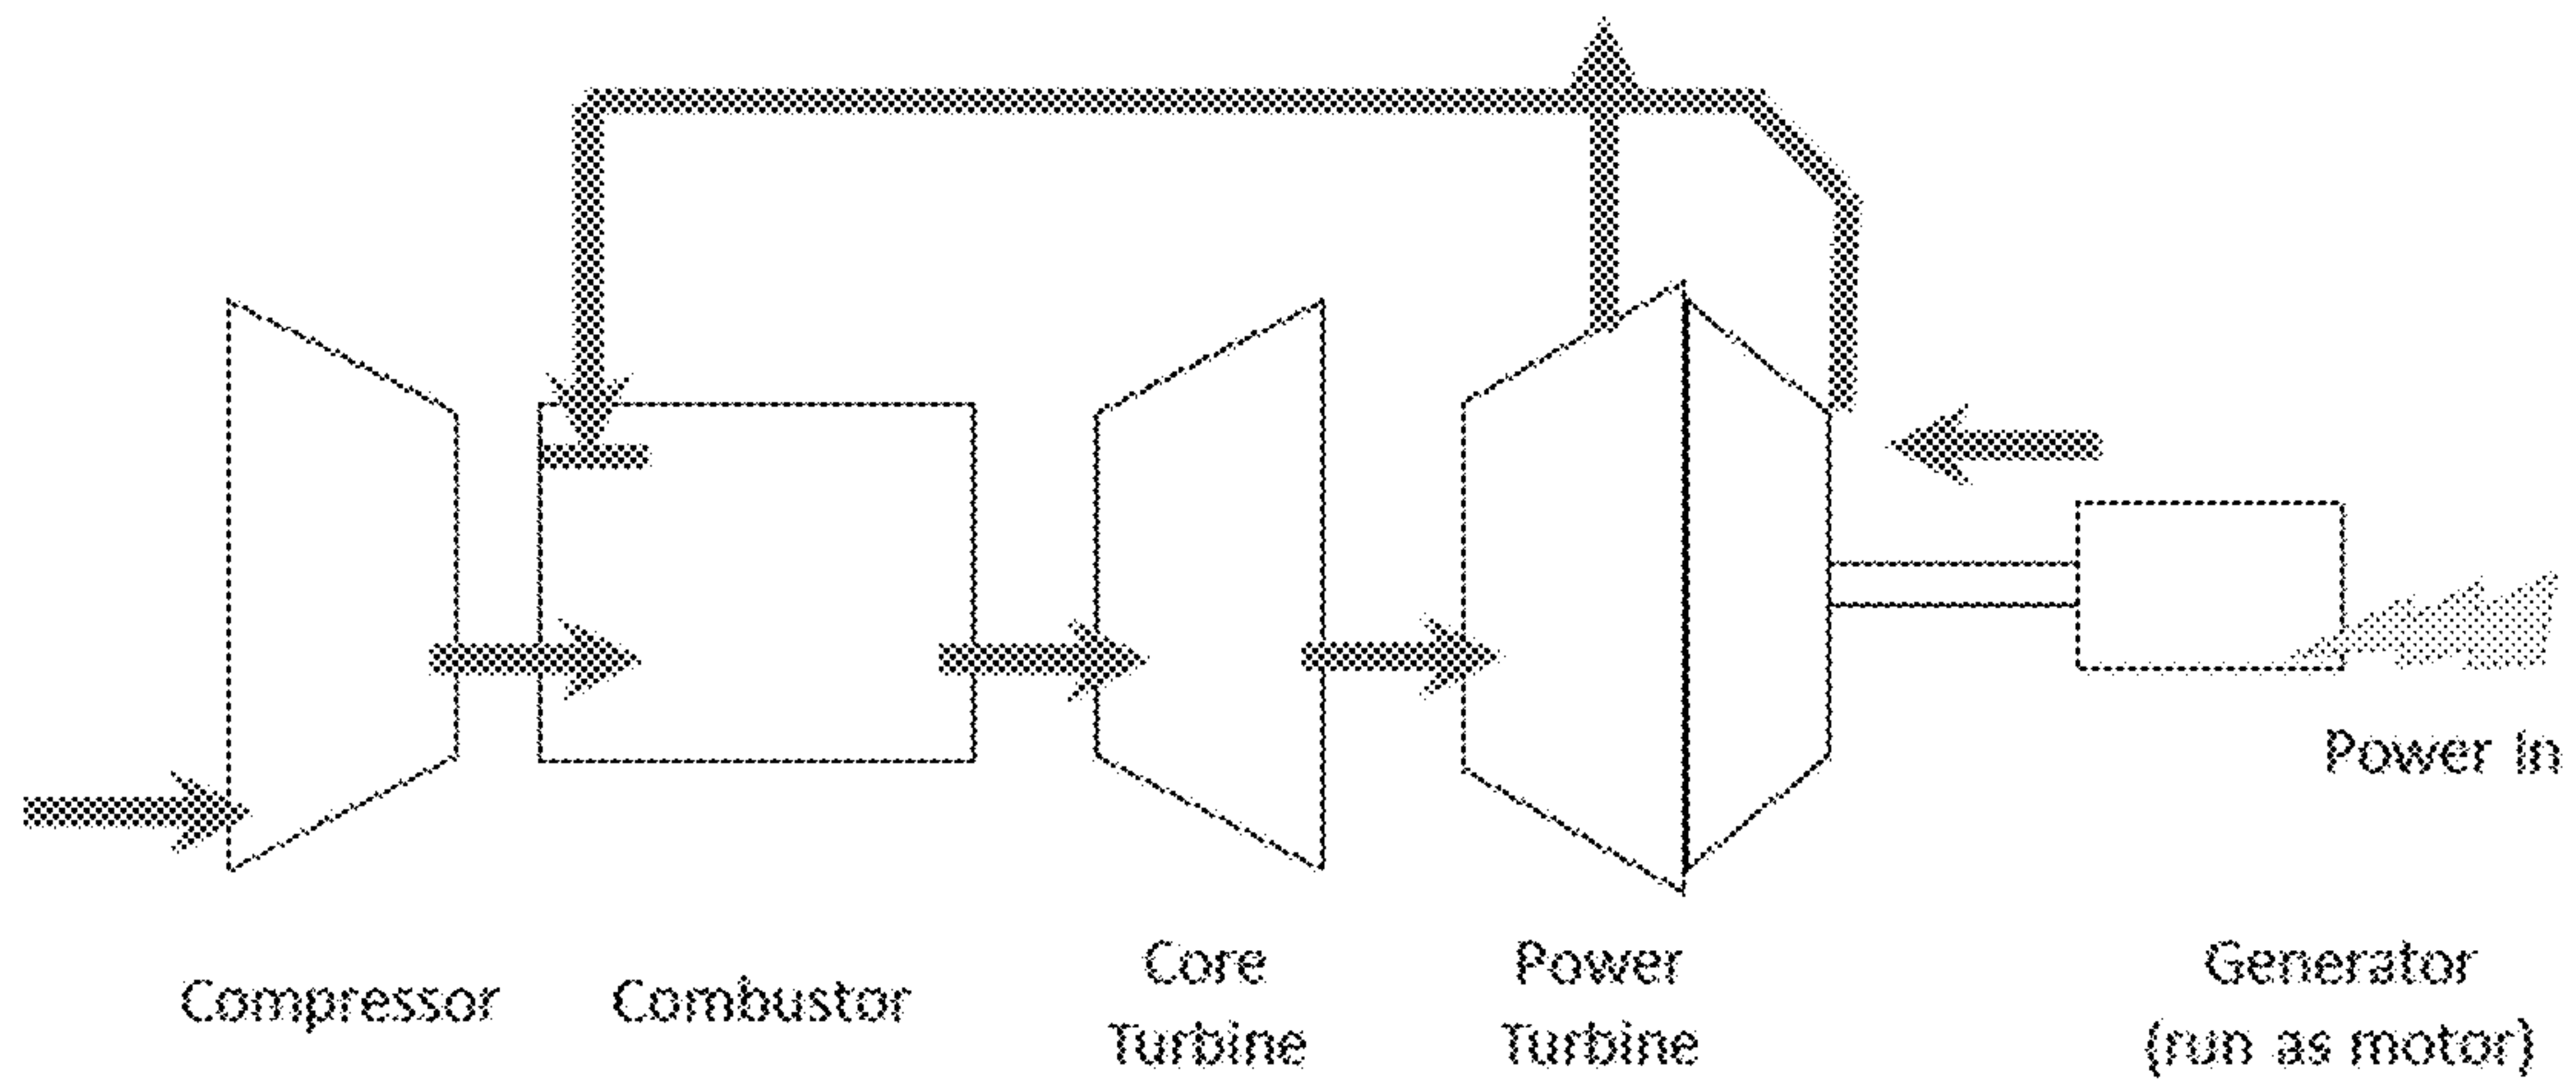 Power in
Compressor
Combustor
Core
Turbine
Power
Turbine
Generator
(run as motor)